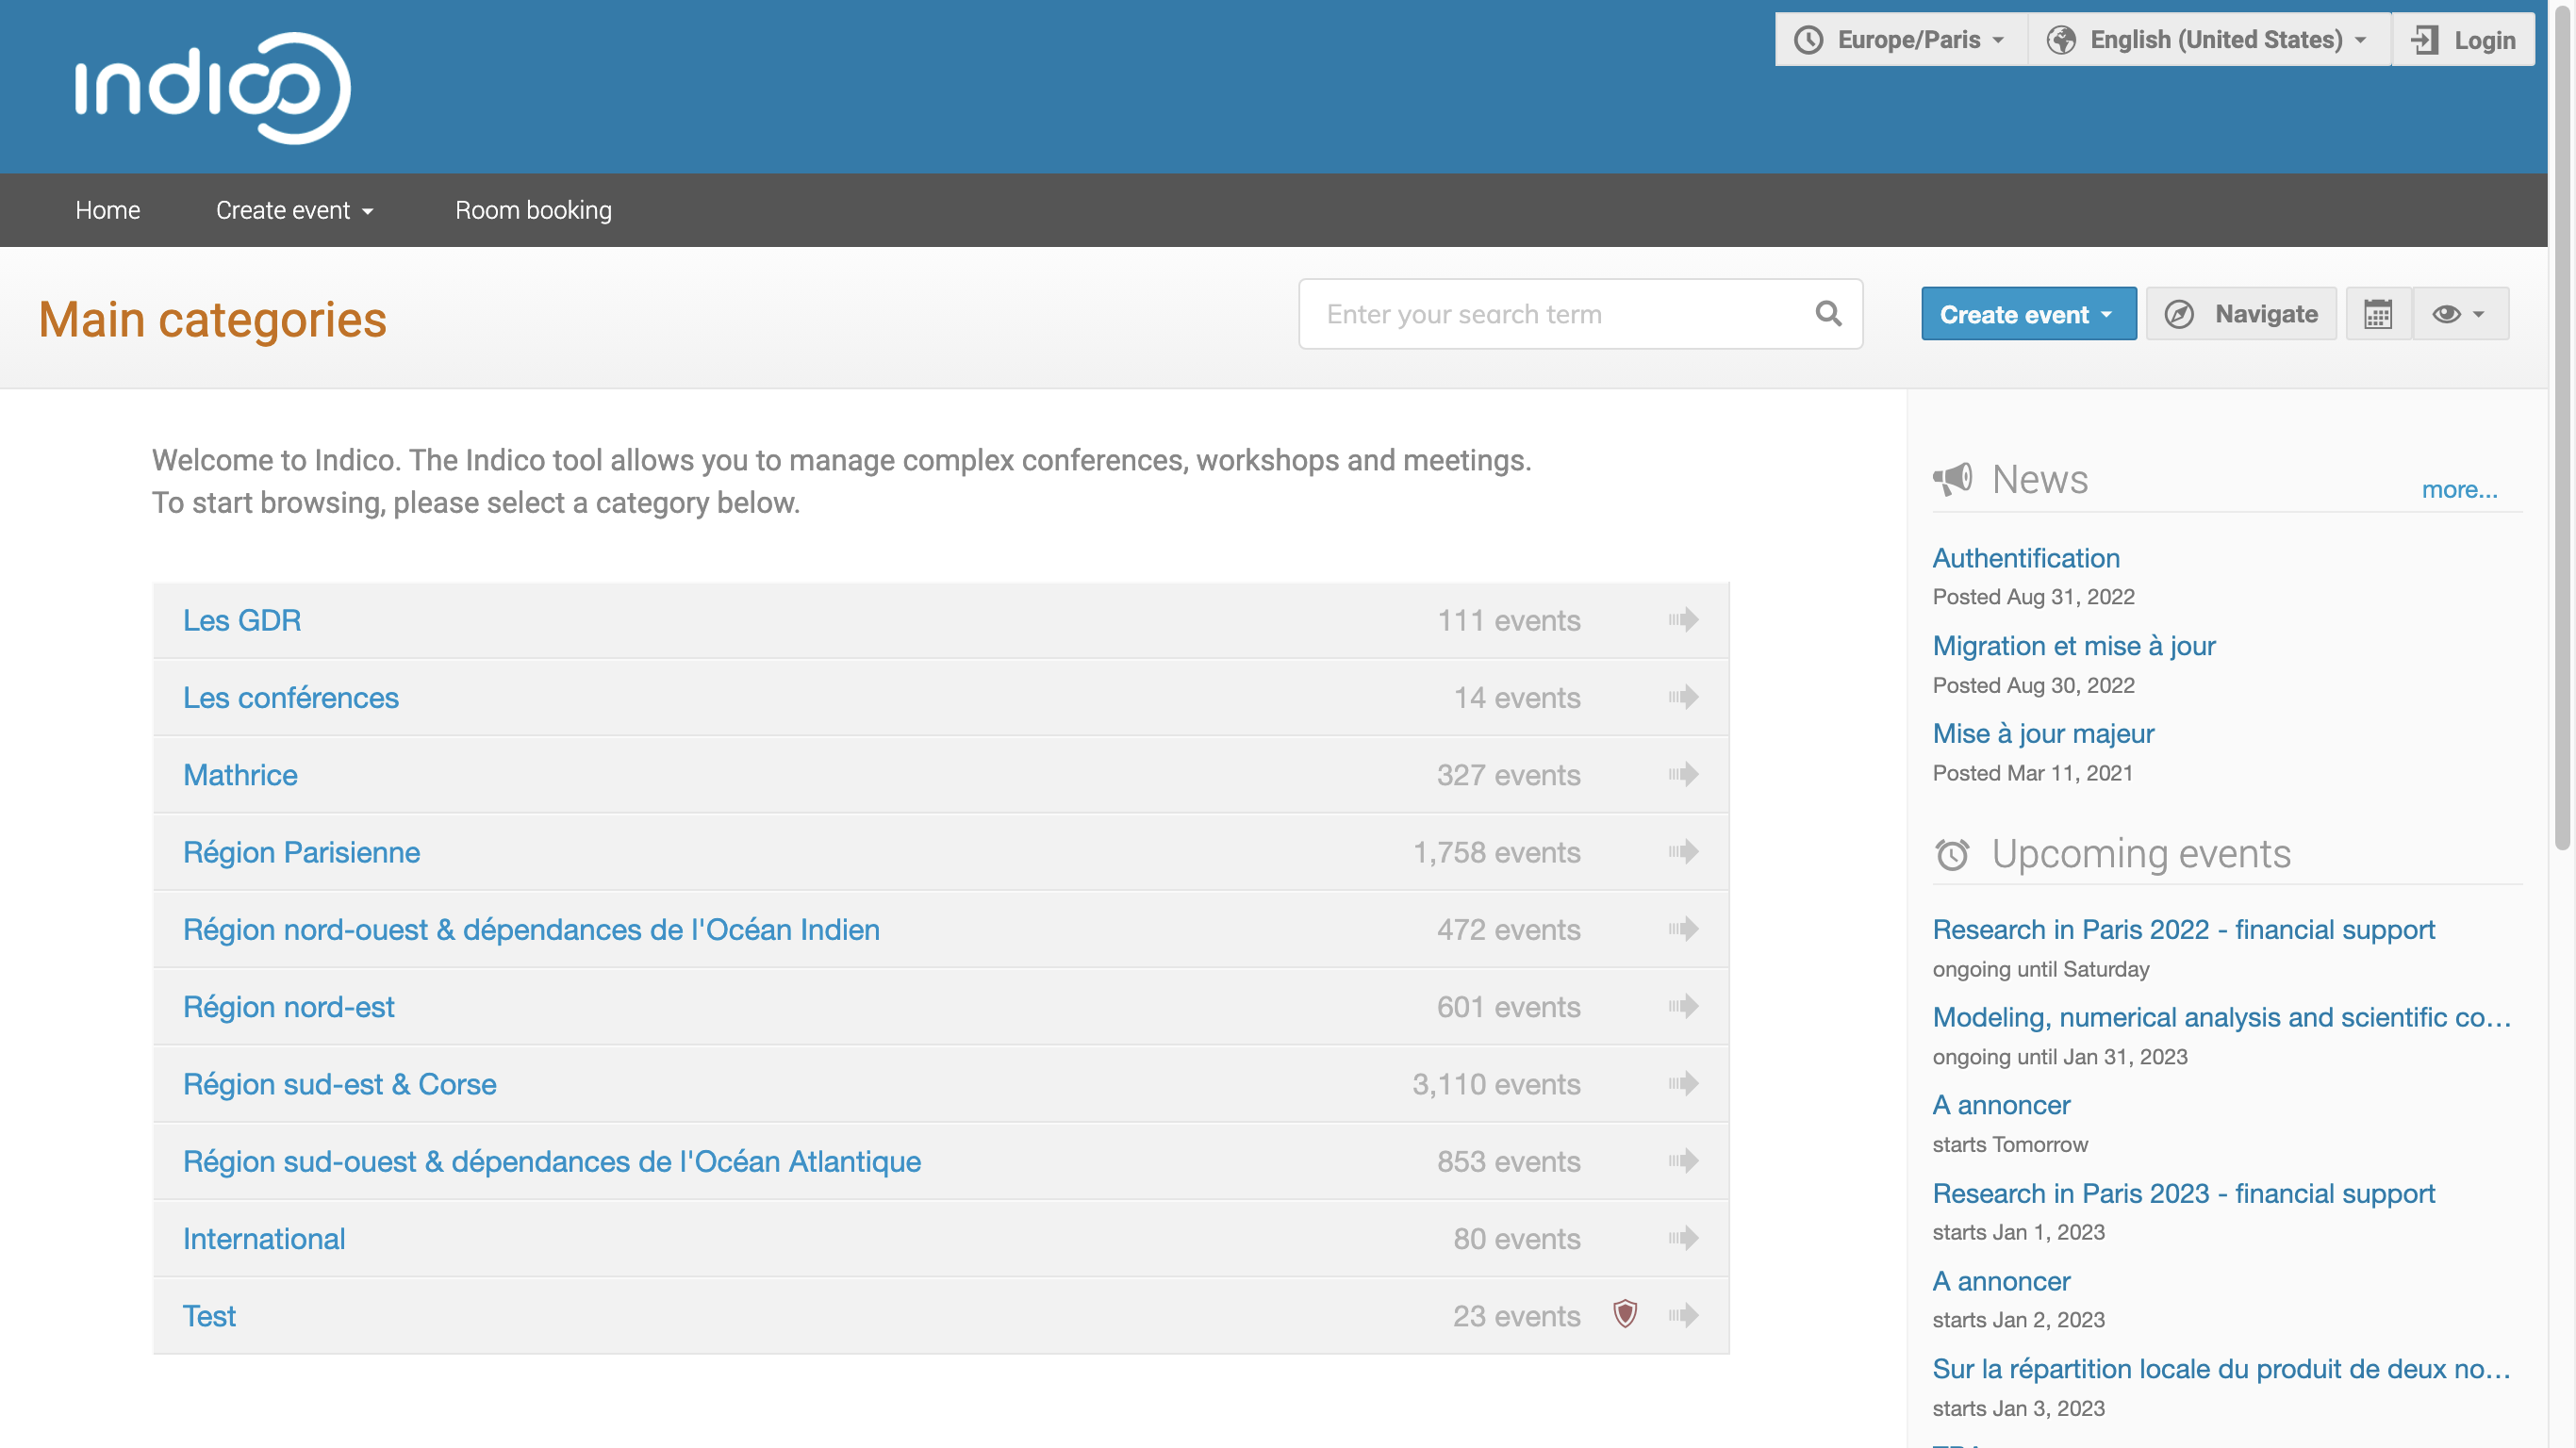 indico
Europe/Paris
English (United States)
Login
Home
Create event
Room booking
Main categories
Enter your search term
Create event
Navigate
Welcome to Indico. The Indico tool allows you to manage complex conferences, workshops and meetings.
To start browsing, please select a category below.
Les GDR 111 events
Les conférences 14 events
Mathrice 327 events
Région Parisienne 1,758 events
Région nord-ouest & dépendances de l'Océan Indien 472 events
Région nord-est 601 events
Région sud-est & Corse 3,110 events
Région sud-ouest & dépendances de l'Océan Atlantique 853 events
International 80 events
Test 23 events
News
more...
Authentification
Posted Aug 31, 2022
Migration et mise à jour
Posted Aug 30, 2022
Mise à jour majeur
Posted Mar 11, 2021
Upcoming events
Research in Paris 2022 - financial support
ongoing until Saturday
Modeling, numerical analysis and scientific co...
ongoing until Jan 31, 2023
A annoncer
starts Tomorrow
Research in Paris 2023 - financial support
starts Jan 1, 2023
A annoncer
starts Jan 2, 2023
Sur la répartition locale du produit de deux no...
starts Jan 3, 2023